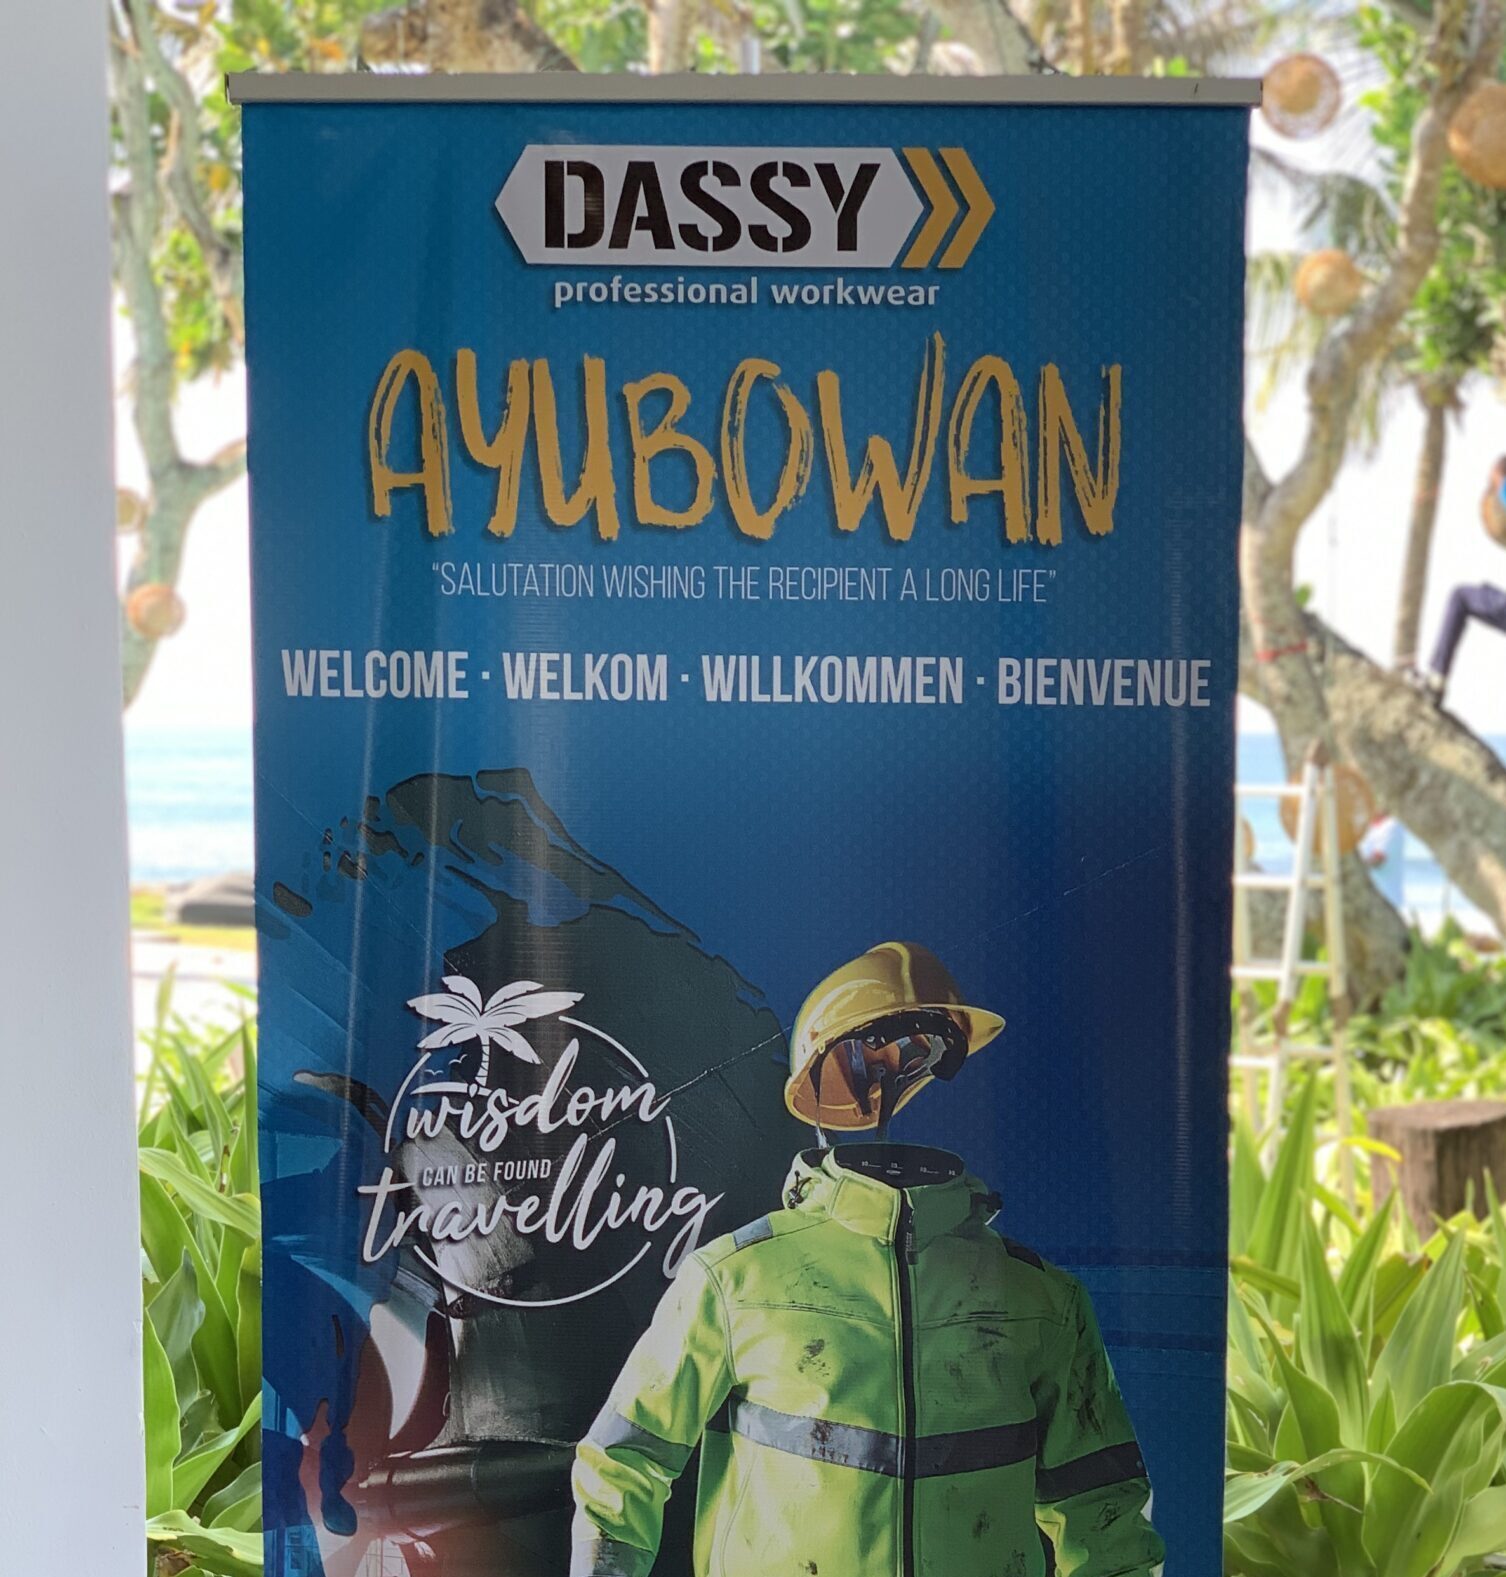 DASSY
professional workwear
AYUBOWAN
"SALUTATION WISHING THE RECIPIENT A LONG LIFE"
WELCOME · WELKOM · WILLKOMMEN · BIENVENUE
wisdom
CAN BE FOUND
travelling